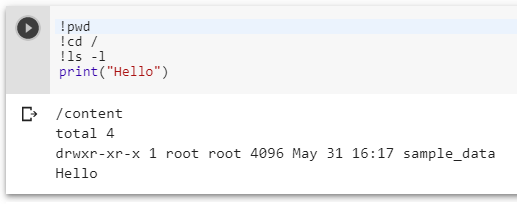 !pwd
!cd /
!ls -l
print("Hello")
/content
total 4
drwxr-xr-x 1 root root 4096 May 31 16:17 sample_data
Hello